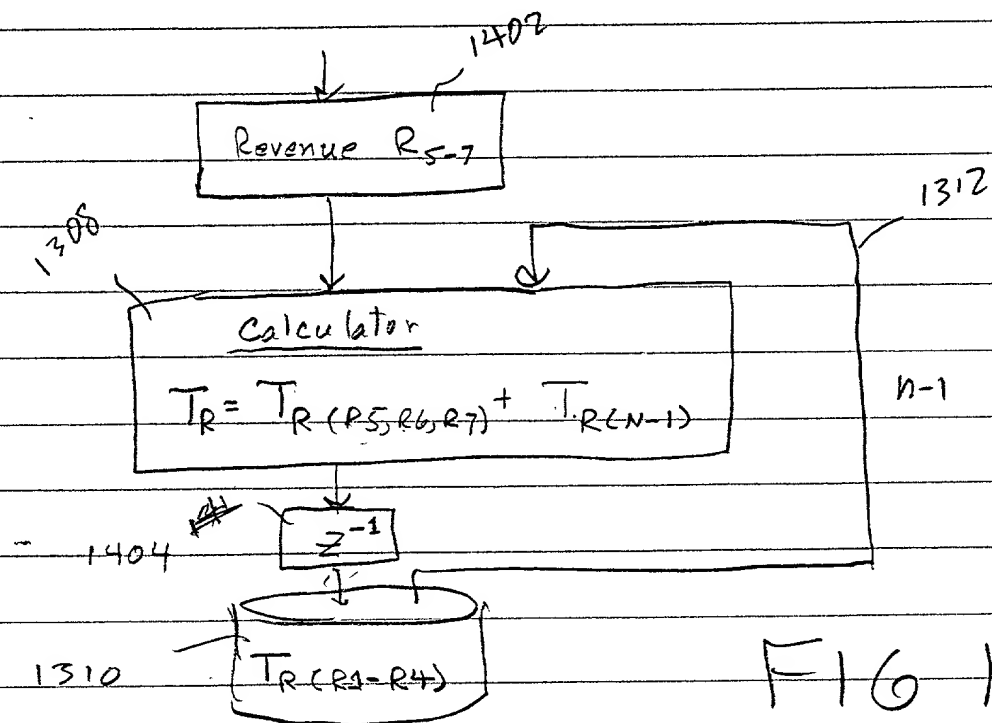 1402
Revenue R5-7
1312
1308
Calculator
TR = TR(R5,R6,R7) + TR(N-1)
n-1
Z-1
1404
1310
TR(R1-R4)
FIG 1